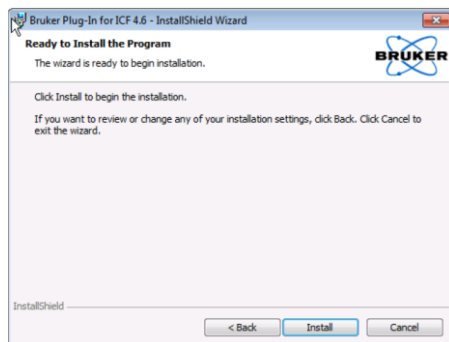 Bruker Plug-In for ICF 4.6 - InstallShield Wizard
Ready to Install the Program
The wizard is ready to begin installation.
BRUKER
Click Install to begin the installation.
If you want to review or change any of your installation settings, click Back. Click Cancel to
exit the wizard.
InstallShield
< Back
Install
Cancel